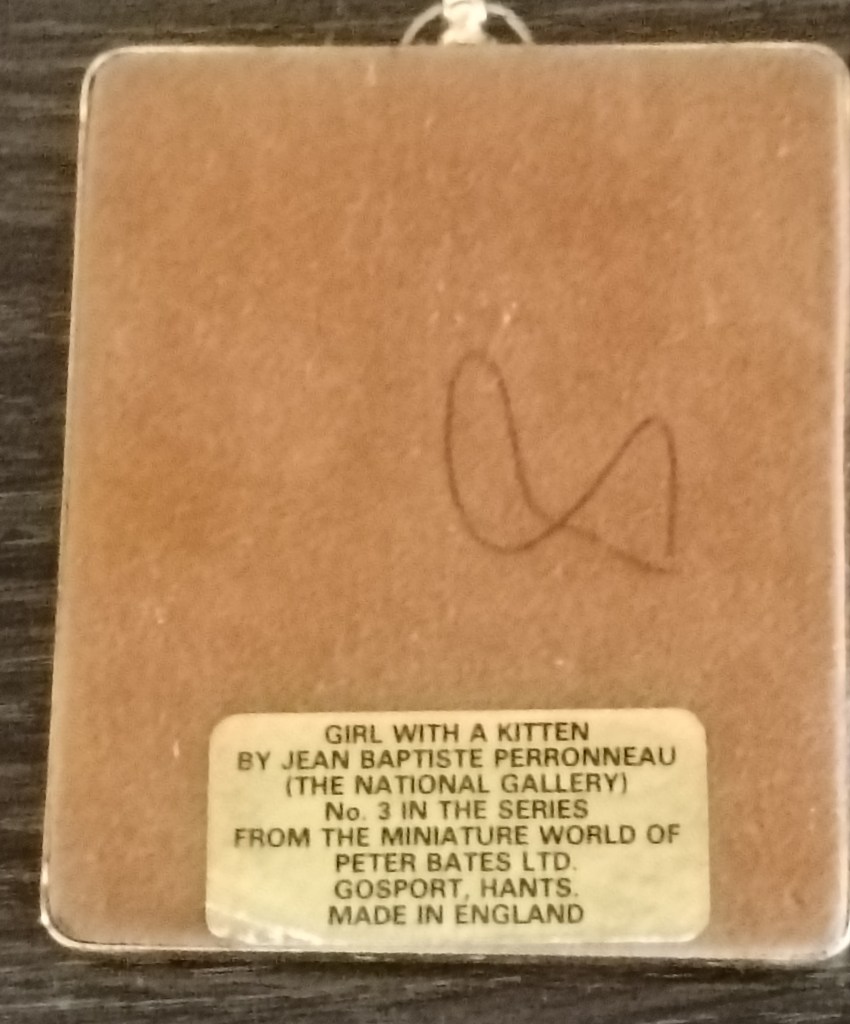 GIRL WITH A KITTEN
BY JEAN BAPTISTE PERRONNEAU
(THE NATIONAL GALLERY)
No. 3 IN THE SERIES
FROM THE MINIATURE WORLD OF
PETER BATES LTD.
GOSPORT, HANTS.
MADE IN ENGLAND